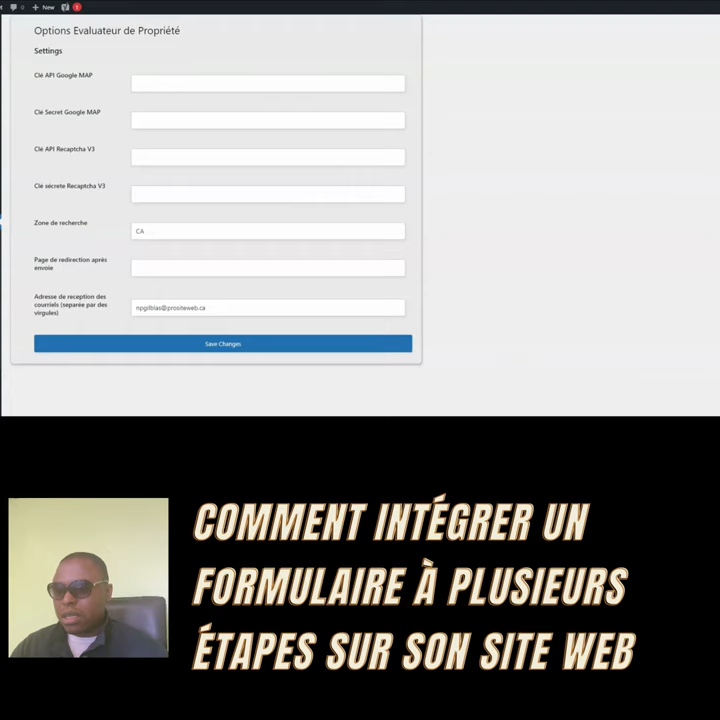 0 New 1
Options Evaluateur de Propriété
Settings
Clé API Google MAP
Clé Secret Google MAP
Clé API Recaptcha V3
Clé sécrete Recaptcha V3
Zone de recherche
CA
Page de redirection après
envoie
Adresse de reception des
courriels (separée par des
virgules)
npgilblas@prositeweb.ca
Save Changes
COMMENT INTÉGRER UN
FORMULAIRE À PLUSIEURS
ÉTAPES SUR SON SITE WEB